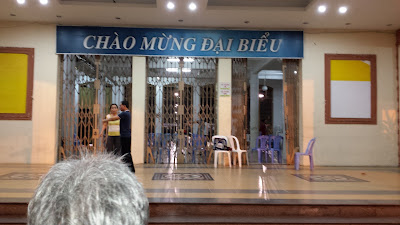 CHÀO MỪNG ĐẠI BIỂU